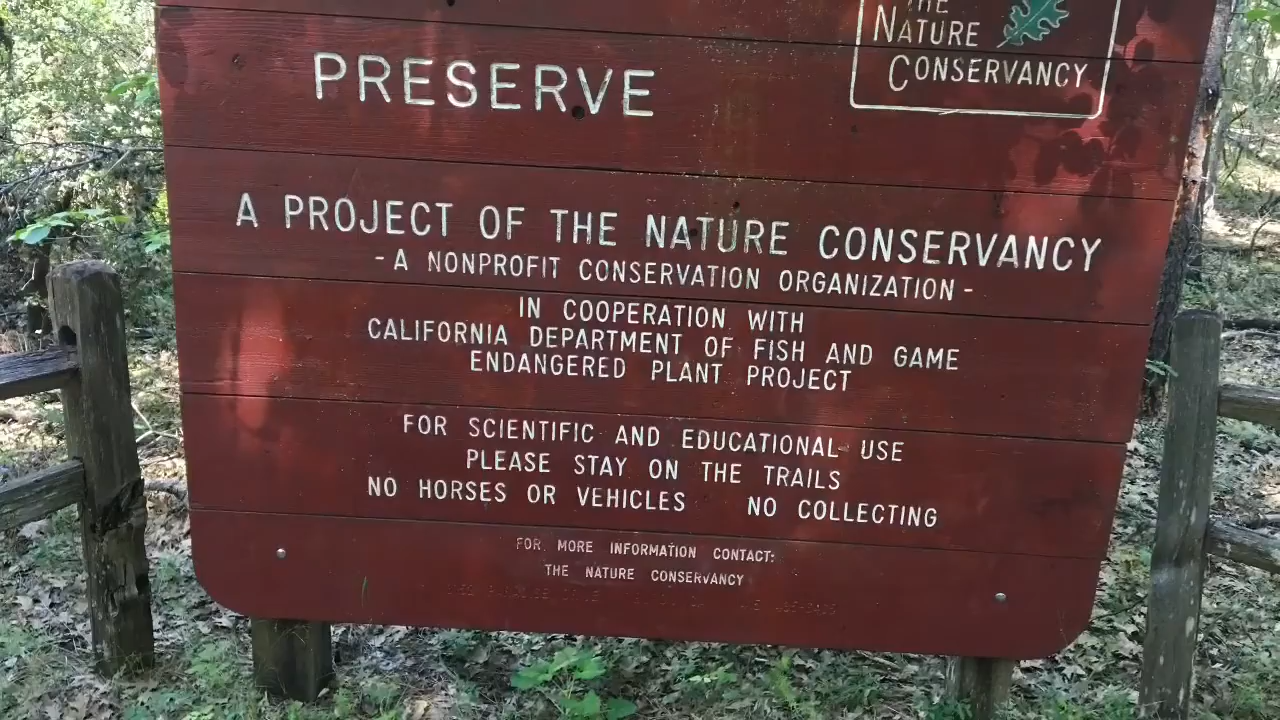 THE
NATURE
CONSERVANCY
PRESERVE
A PROJECT OF THE NATURE CONSERVANCY
- A NONPROFIT CONSERVATION ORGANIZATION -
IN COOPERATION WITH
CALIFORNIA DEPARTMENT OF FISH AND GAME
ENDANGERED PLANT PROJECT
FOR SCIENTIFIC AND EDUCATIONAL USE
PLEASE STAY ON THE TRAILS
NO HORSES OR VEHICLES NO COLLECTING
FOR MORE INFORMATION CONTACT:
THE NATURE CONSERVANCY